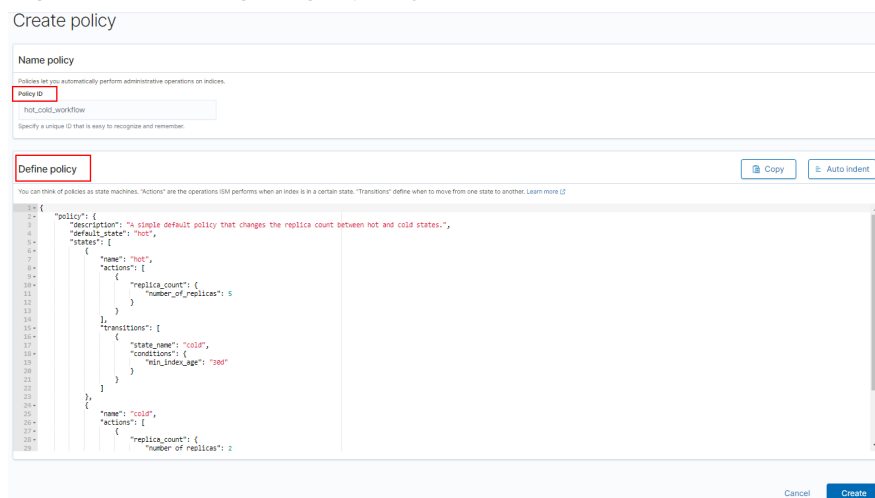 Create policy
Name policy
Policies let you automatically perform administrative operations on indices.
Policy ID
hot_cold_workflow
Specify a unique ID that is easy to recognize and remember.
Define policy
Copy
Auto indent
You can think of policies as state machines. "Actions" are the operations ISM performs when an index is in a certain state. "Transitions" define when to move from one state to another. Learn more
1 {
2 "policy": {
3 "description": "A simple default policy that changes the replica count between hot and cold states.",
4 "default_state": "hot",
5 "states": [
6 {
7 "name": "hot",
8 "actions": [
9 {
10 "replica_count": {
11 "number_of_replicas": 5
12 }
13 }
14 ],
15 "transitions": [
16 {
17 "state_name": "cold",
18 "conditions": {
19 "min_index_age": "30d"
20 }
21 }
22 ]
23 },
24 {
25 "name": "cold",
26 "actions": [
27 {
28 "replica_count": {
29 "number_of_replicas": 2
Cancel
Create